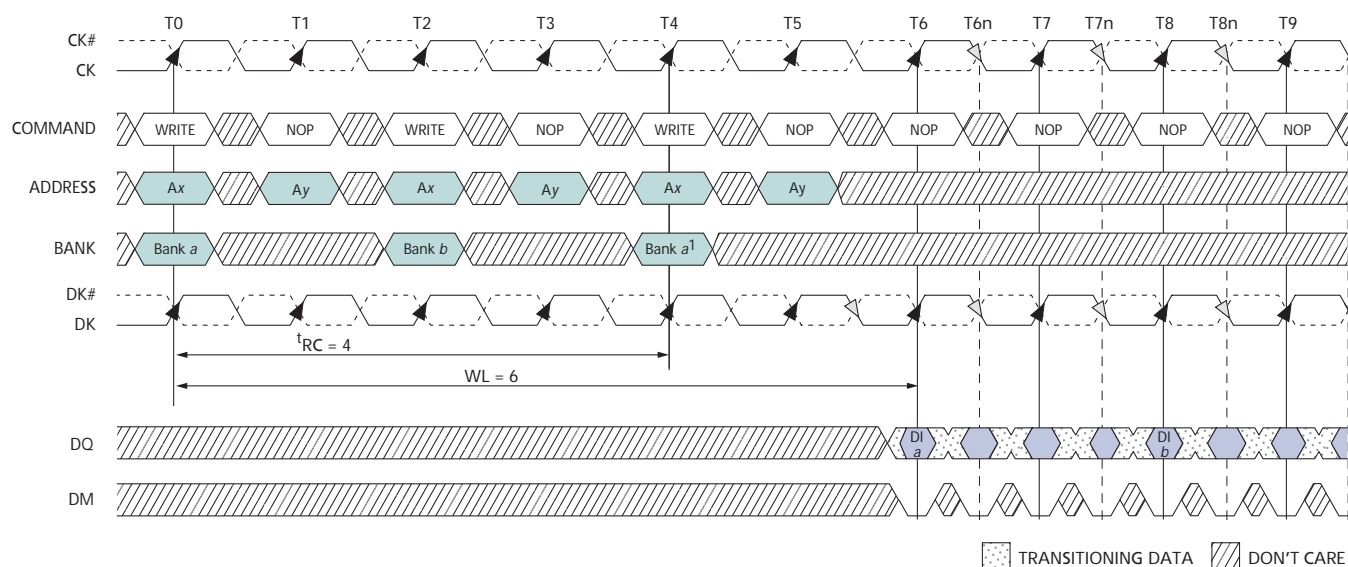 T0 T1 T2 T3 T4 T5 T6 T6n T7 T7n T8 T8n T9
CK#
CK
COMMAND WRITE NOP WRITE NOP WRITE NOP NOP NOP NOP NOP
ADDRESS Ax Ay Ax Ay Ax Ay
BANK Bank a Bank b Bank a¹
DK#
DK
tRC = 4
WL = 6
DQ DI a DI b
DM
TRANSITIONING DATA DON'T CARE